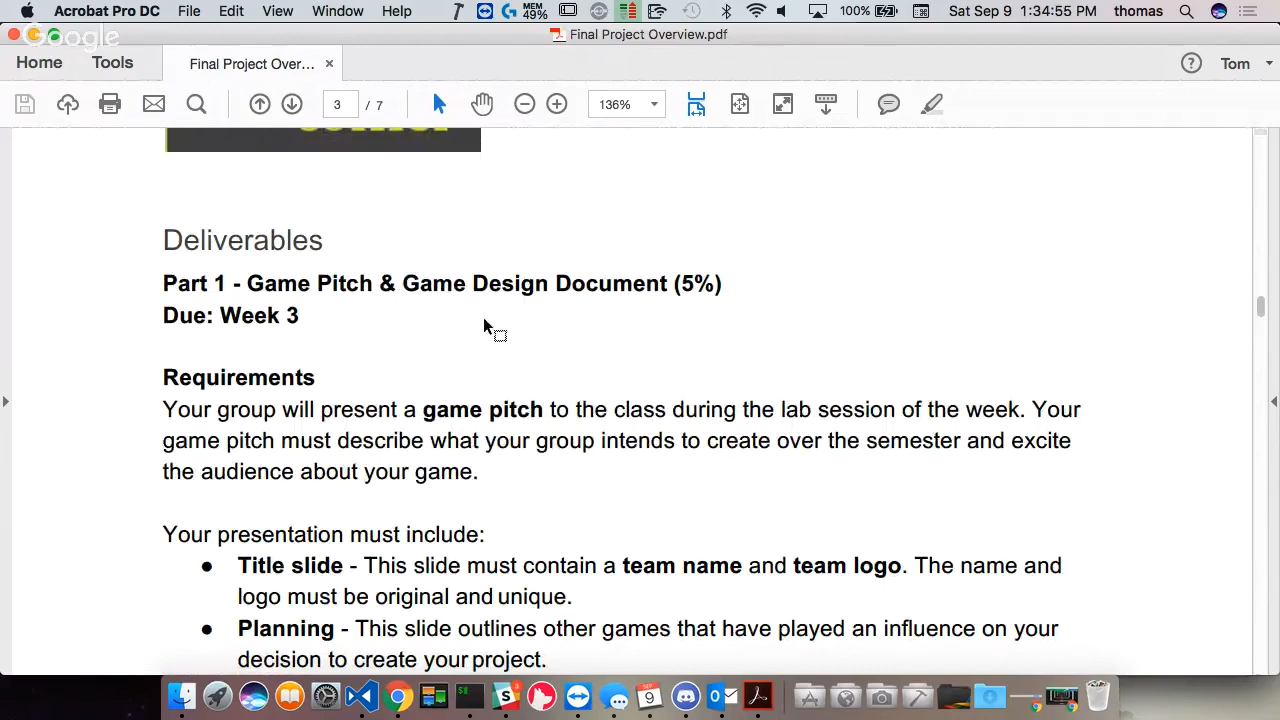 Acrobat Pro DC File Edit View Window Help MEM 49% 100% Sat Sep 9 1:34:55 PM thomas
Google
Final Project Overview.pdf
Home Tools Final Project Over... × ? Tom
3 / 7 136%
Deliverables
Part 1 - Game Pitch & Game Design Document (5%)
Due: Week 3
Requirements
Your group will present a game pitch to the class during the lab session of the week. Your
game pitch must describe what your group intends to create over the semester and excite
the audience about your game.
Your presentation must include:
● Title slide - This slide must contain a team name and team logo. The name and
logo must be original and unique.
● Planning - This slide outlines other games that have played an influence on your
decision to create your project.